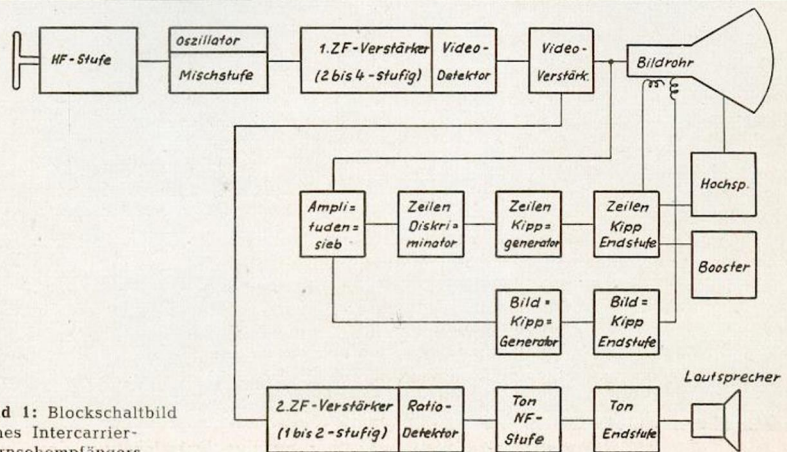 HF-Stufe
Oszillator
Mischstufe
1.ZF-Verstärker
(2 bis 4-stufig)
Video-
Detektor
Video-
Verstärk.
Bildrohr
Hochsp.
Ampli=
tuden=
sieb
Zeilen
Diskri=
minator
Zeilen
Kipp=
generator
Zeilen
Kipp
Endstufe
Booster
Bild=
Kipp=
Generator
Bild=
Kipp
Endstufe
Lautsprecher
2.ZF-Verstärker
(1 bis 2-stufig)
Ratio-
Detektor
Ton
NF-
Stufe
Ton
Endstufe
d 1: Blockschaltbild
nes Intercarrier-